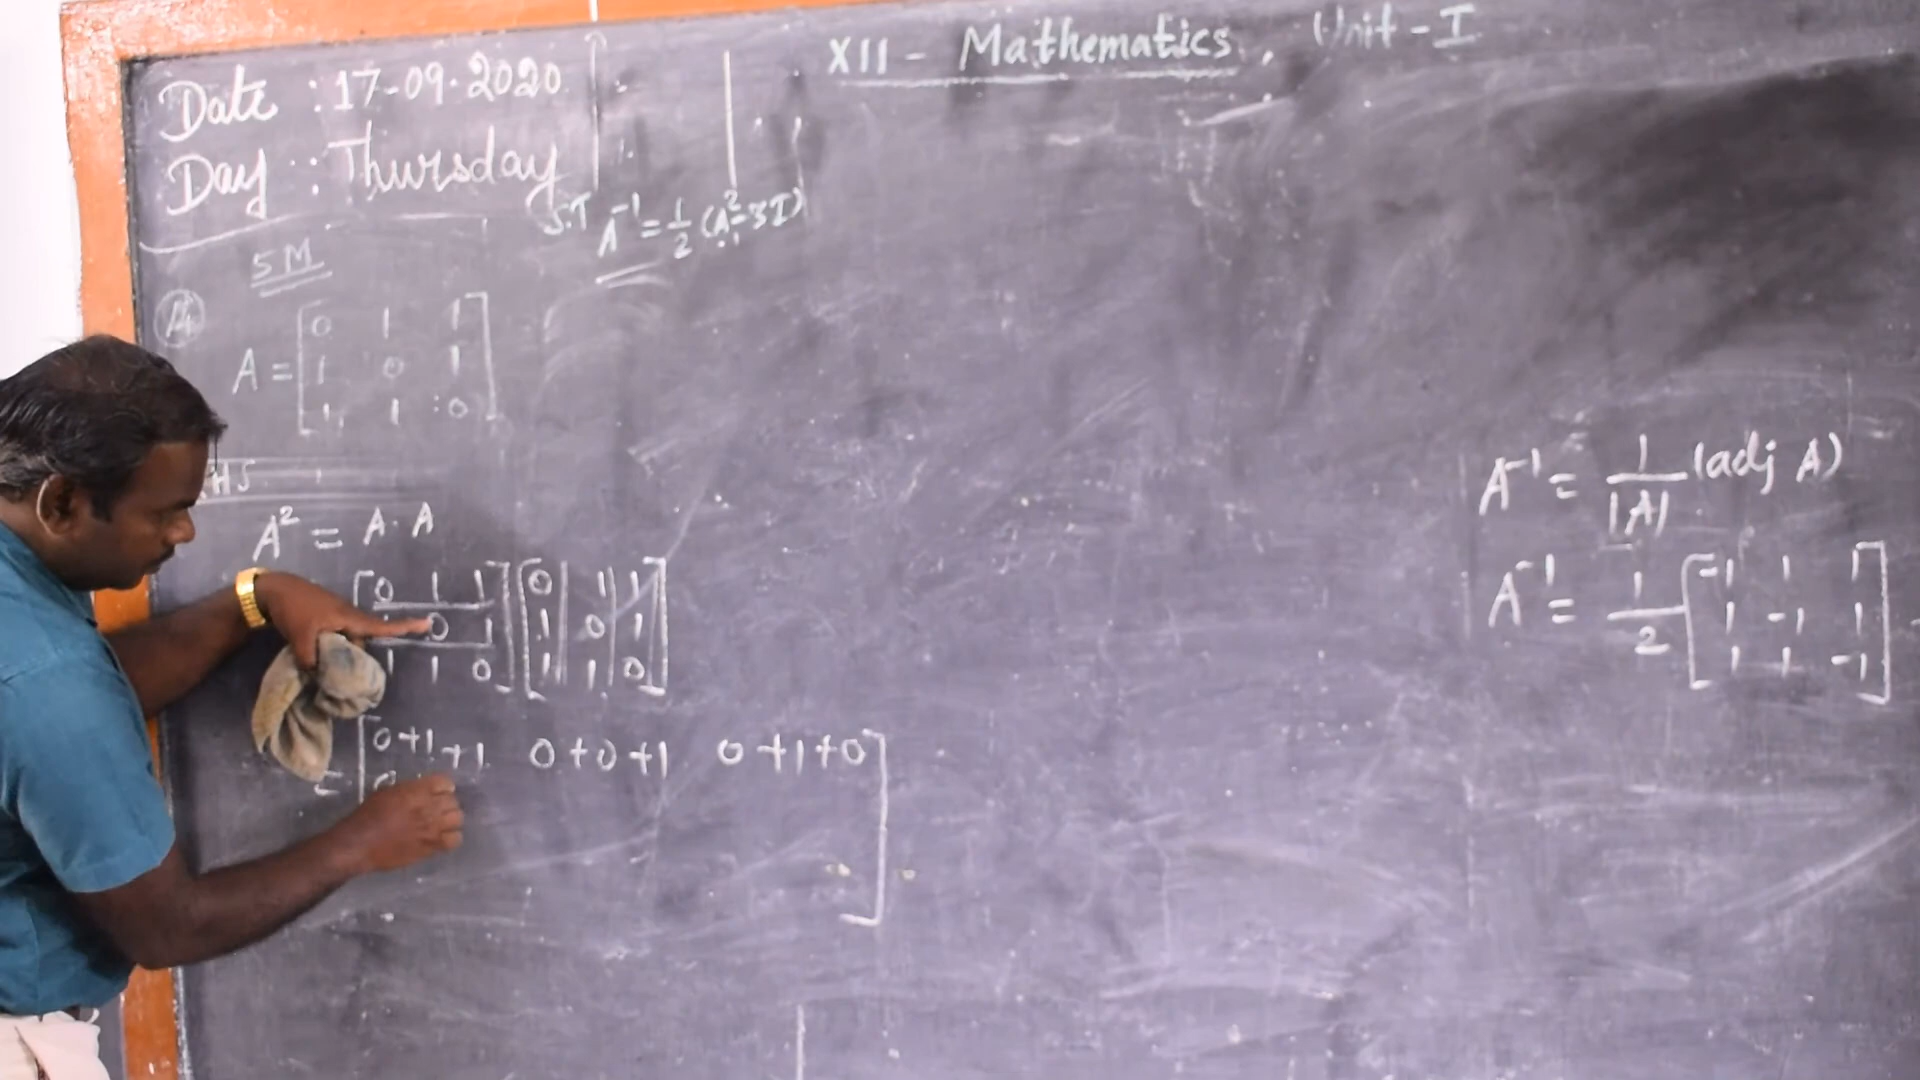 XII - Mathematics, Unit - I
Date : 17-09-2020
Day : Thursday
S.T A⁻¹ = 1/2 (A² - 3I)
5M
A = [0 1 1
1 0 1
1 1 0]
HS
A² = A · A
[0 1 1] [0 1 1]
0 1 1 0 1
1 1 0 1 1 0
= [0+1+1 0+0+1 0+1+0]
0
A⁻¹ = 1/|A| (adj A)
A⁻¹ = 1/2 [-1 1 1
1 -1 1
1 1 -1]